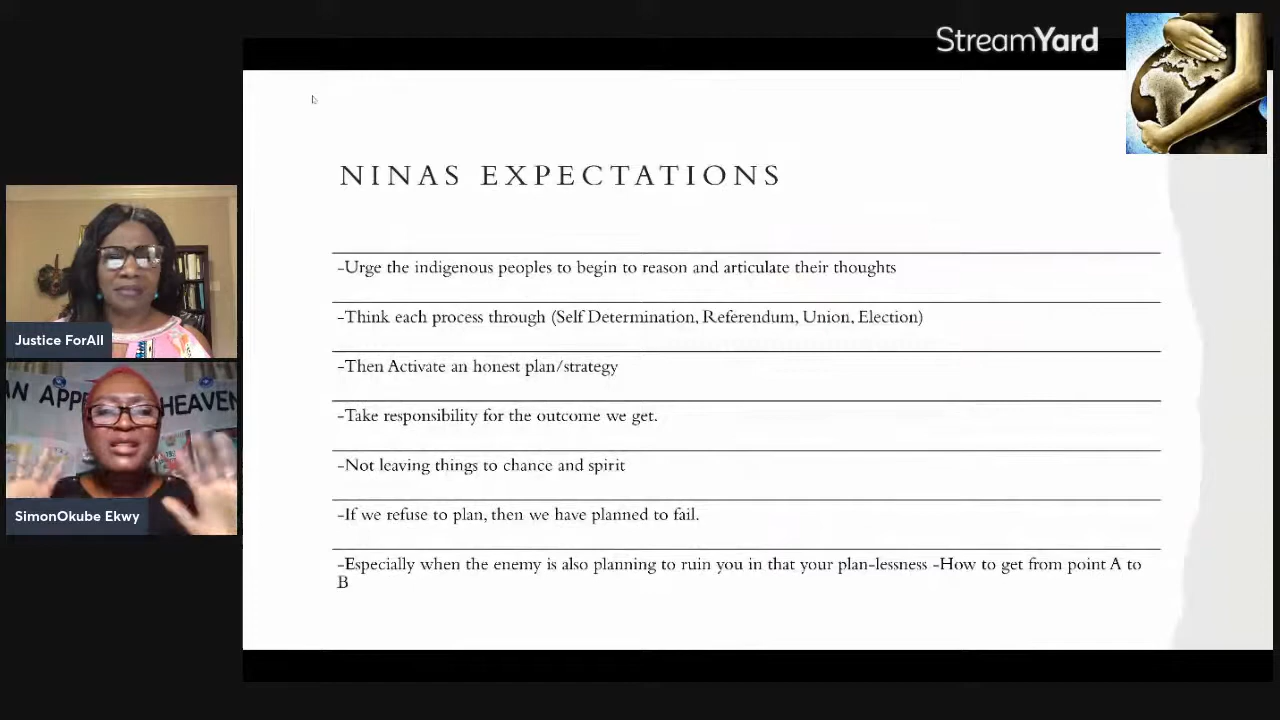 StreamYard
NINAS EXPECTATIONS
-Urge the indigenous peoples to begin to reason and articulate their thoughts
-Think each process through (Self Determination, Referendum, Union, Election)
-Then Activate an honest plan/strategy
-Take responsibility for the outcome we get.
-Not leaving things to chance and spirit
-If we refuse to plan, then we have planned to fail.
-Especially when the enemy is also planning to ruin you in that your plan-lessness -How to get from point A to
B
Justice ForAll
AN APPE HEAVEN
SimonOkube Ekwy